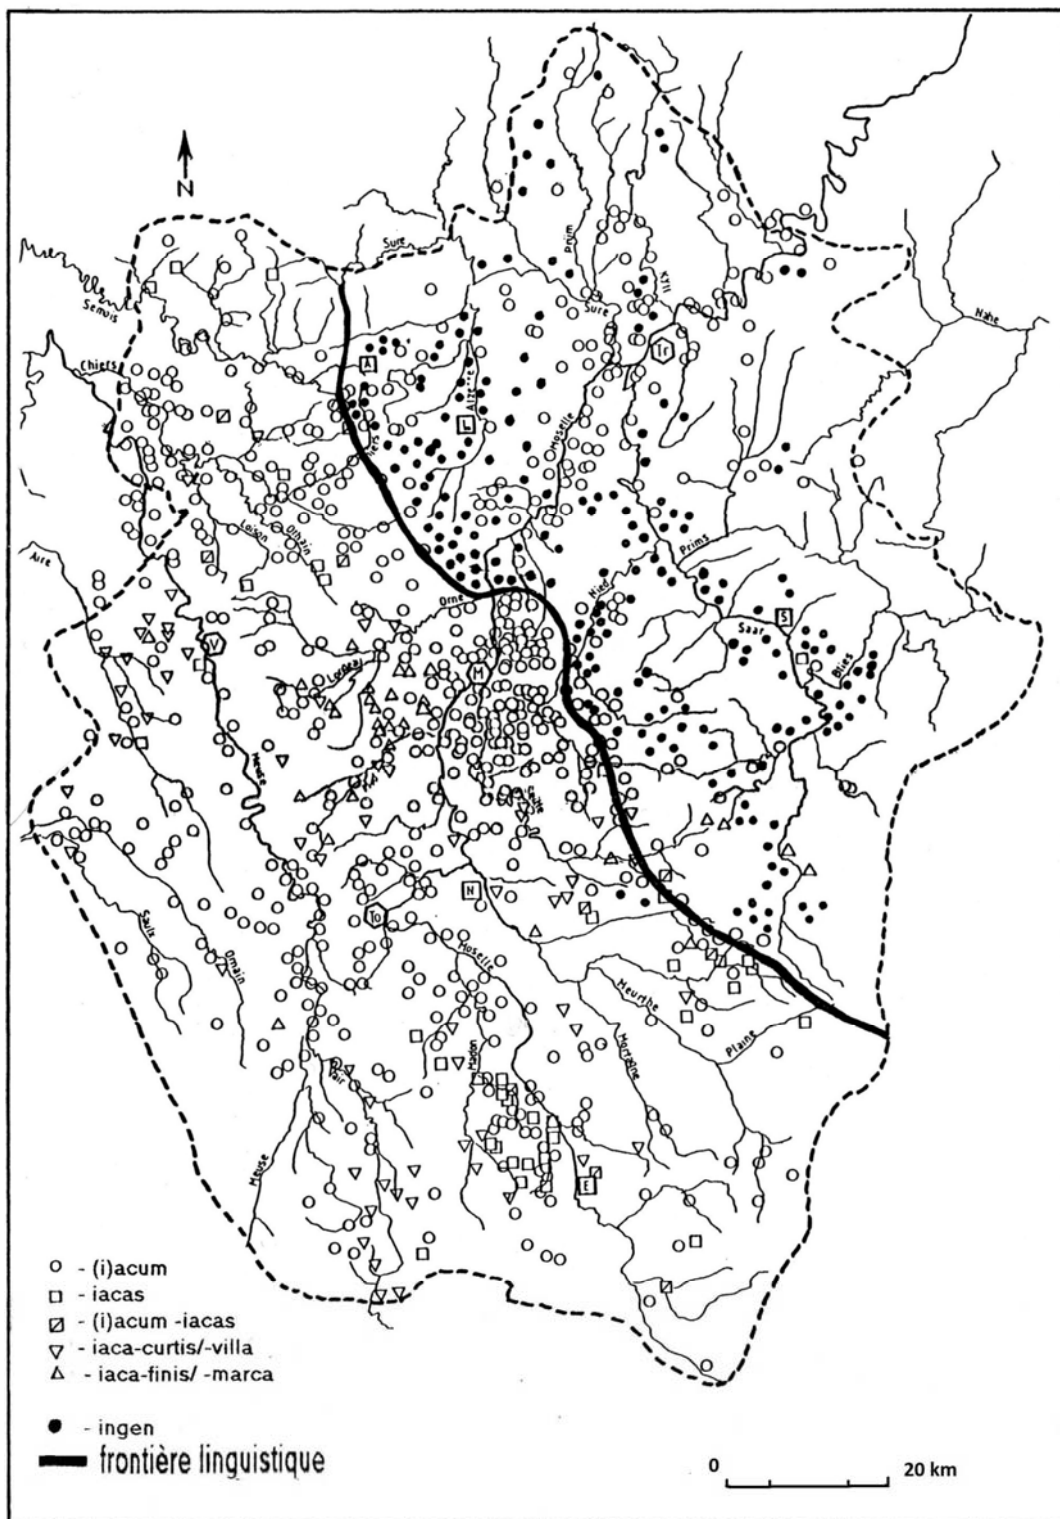 N
Sure
Prüm
Kyll
Semois
Sure
Nahe
Chiers
A
Tr
Alzette
L
Moselle
Loison
Othain
Aire
Prims
Nied
Orne
S
Saar
Blies
V
M
Meuse
N
To
Saulx
Ornain
Moselle
Meurthe
Plaine
Mortagne
Madon
Vair
Meuse
E
- (i)acum
- iacas
- (i)acum -iacas
- iaca-curtis/-villa
- iaca-finis/ -marca
- ingen
frontière linguistique
0 20 km